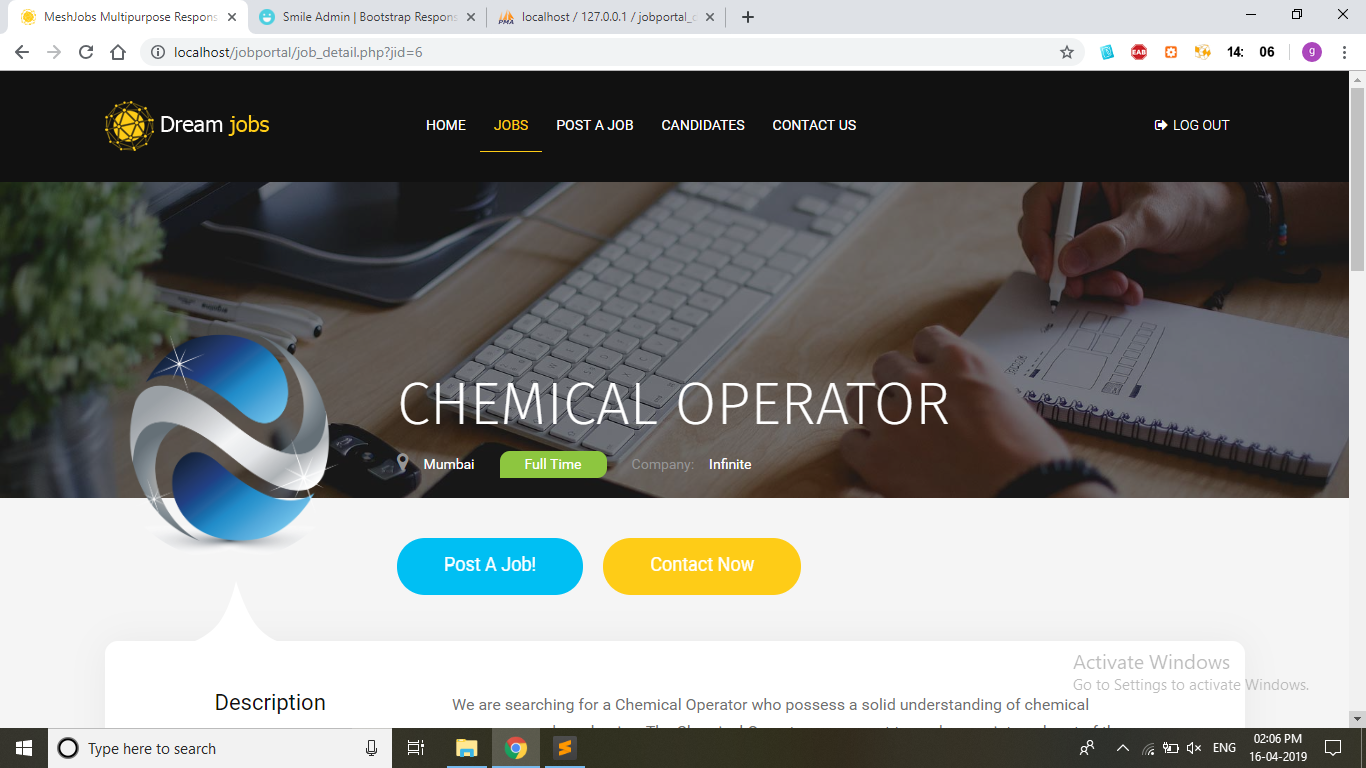 MeshJobs Multipurpose Respons
Smile Admin | Bootstrap Respons
localhost / 127.0.0.1 / jobportal_
localhost/jobportal/job_detail.php?jid=6
EAB
14: 06
g
Dream jobs
HOME
JOBS
POST A JOB
CANDIDATES
CONTACT US
LOG OUT
CHEMICAL OPERATOR
Mumbai
Full Time
Company: Infinite
Post A Job!
Contact Now
Description
We are searching for a Chemical Operator who possess a solid understanding of chemical
Activate Windows
Go to Settings to activate Windows.
Type here to search
ENG
02:06 PM
16-04-2019